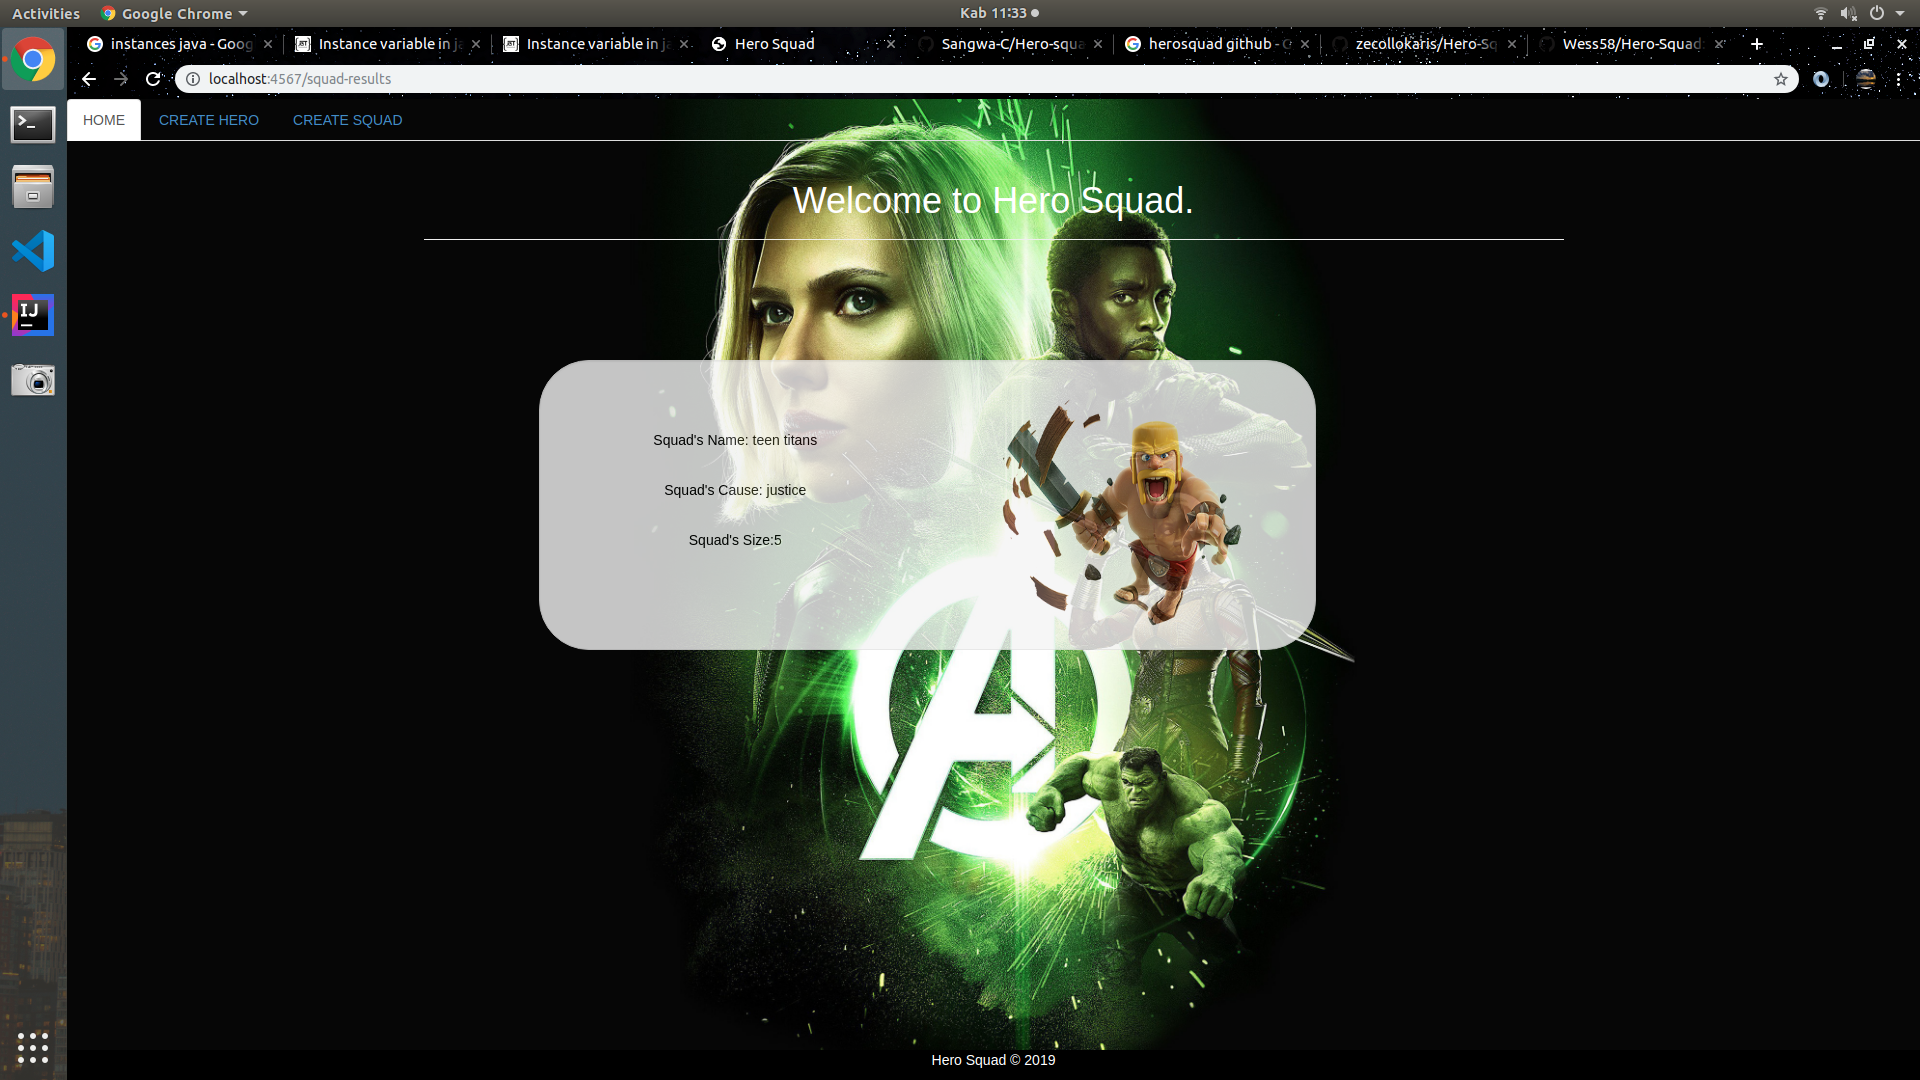 Activities
Google Chrome
Kab 11:33
instances java - Goog
Instance variable in ja
Instance variable in ja
Hero Squad
Sangwa-C/Hero-squa
herosquad github - G
zecollokaris/Hero-Sq
Wess58/Hero-Squad:
localhost:4567/squad-results
HOME
CREATE HERO
CREATE SQUAD
Welcome to Hero Squad.
Squad's Name: teen titans
Squad's Cause: justice
Squad's Size:5
Hero Squad © 2019